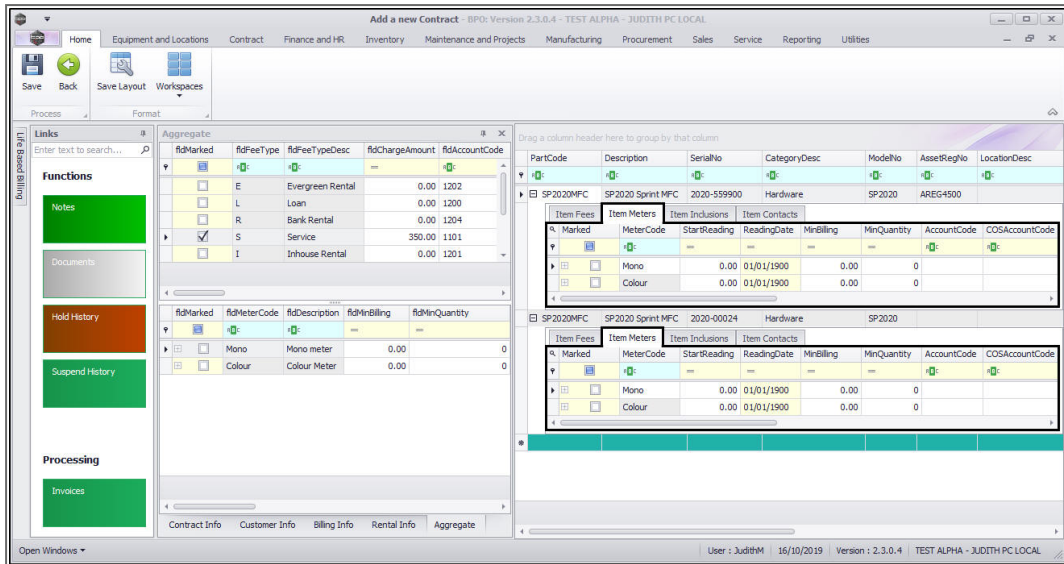 Add a new Contract - BPO: Version 2.3.0.4 - TEST ALPHA - JUDITH PC LOCAL
Home Equipment and Locations Contract Finance and HR Inventory Maintenance and Projects Manufacturing Procurement Sales Service Reporting Utilities
Save Back Save Layout Workspaces
Process Format
Life Based Billing
Links
Enter text to search...
Functions
Notes
Documents
Hold History
Suspend History
Processing
Invoices
Aggregate
fldMarked fldFeeType fldFeeTypeDesc fldChargeAmount fldAccountCode
E Evergreen Rental 0.00 1202
L Loan 0.00 1200
R Bank Rental 0.00 1204
S Service 350.00 1101
I Inhouse Rental 0.00 1201
fldMarked fldMeterCode fldDescription fldMinBilling fldMinQuantity
Mono Mono meter 0.00 0
Colour Colour Meter 0.00 0
Contract Info Customer Info Billing Info Rental Info Aggregate
Drag a column header here to group by that column
PartCode Description SerialNo CategoryDesc ModelNo AssetRegNo LocationDesc
SP2020MFC SP2020 Sprint MFC 2020-559900 Hardware SP2020 AREG4500
Item Fees Item Meters Item Inclusions Item Contacts
Marked MeterCode StartReading ReadingDate MinBilling MinQuantity AccountCode COSAccountCode
Mono 0.00 01/01/1900 0.00 0
Colour 0.00 01/01/1900 0.00 0
SP2020MFC SP2020 Sprint MFC 2020-00024 Hardware SP2020
Item Fees Item Meters Item Inclusions Item Contacts
Marked MeterCode StartReading ReadingDate MinBilling MinQuantity AccountCode COSAccountCode
Mono 0.00 01/01/1900 0.00 0
Colour 0.00 01/01/1900 0.00 0
Open Windows User : JudithM 16/10/2019 Version : 2.3.0.4 TEST ALPHA - JUDITH PC LOCAL